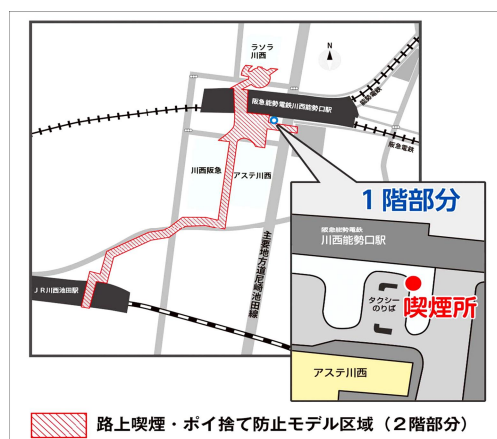 ラソラ
川西
N
阪急能勢電鉄川西能勢口駅
能勢電鉄
阪急電鉄
川西阪急
アステ川西
主要地方道尼崎池田線
JR川西池田駅
1階部分
阪急能勢電鉄
川西能勢口駅
タクシー
のりば
喫煙所
アステ川西
路上喫煙・ポイ捨て防止モデル区域(2階部分)